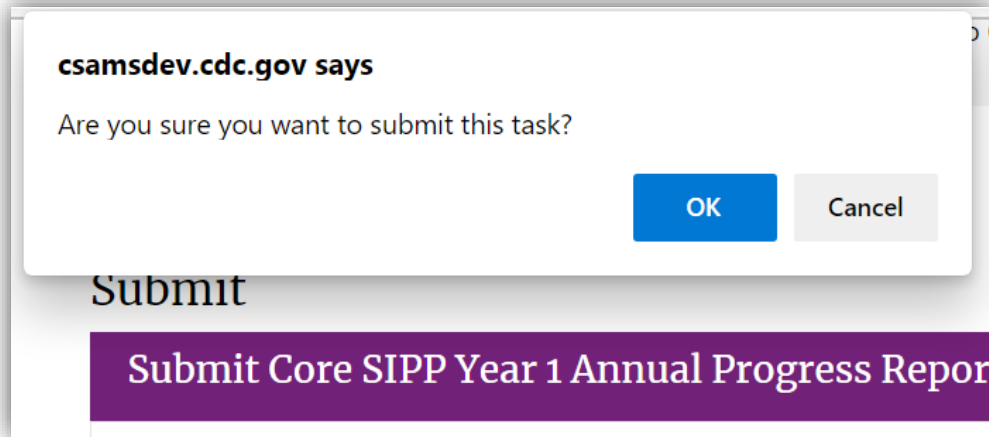 csamsdev.cdc.gov says
Are you sure you want to submit this task?
OK
Cancel
Submit
Submit Core SIPP Year 1 Annual Progress Repor